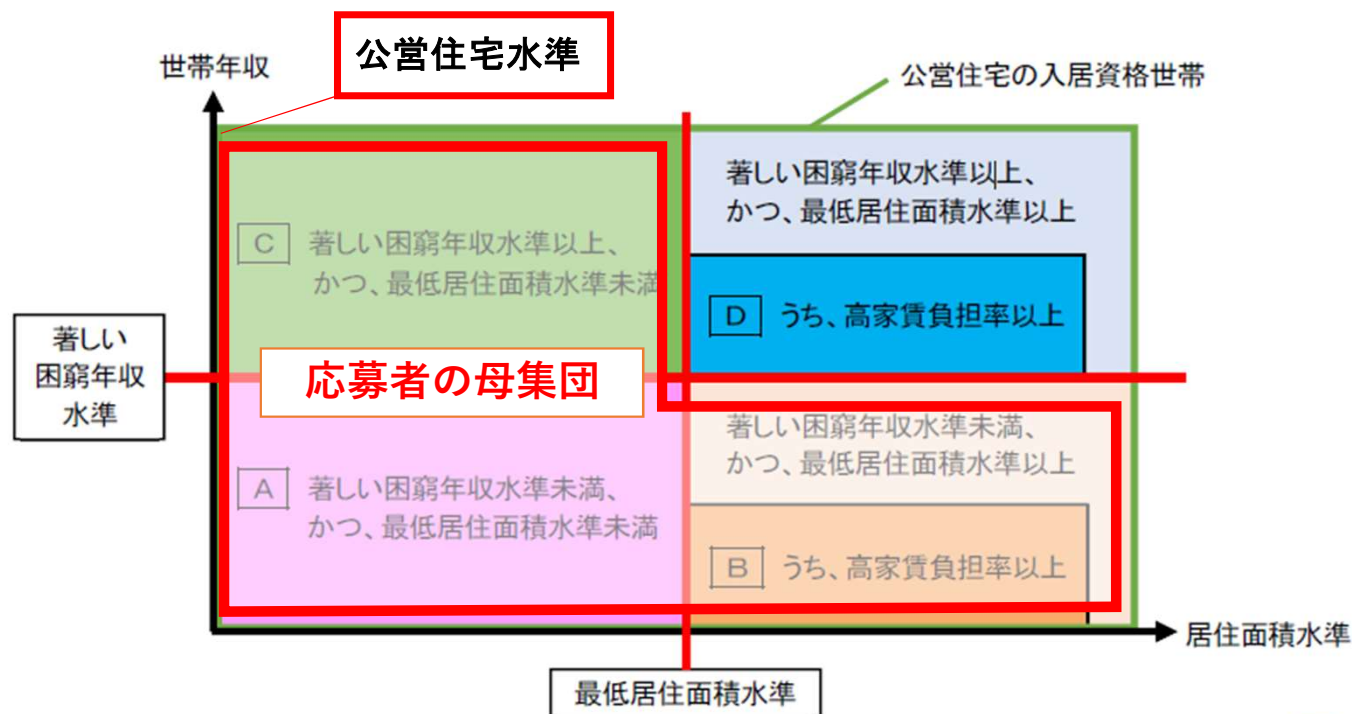 公営住宅水準
世帯年収
公営住宅の入居資格世帯
著しい困窮年収水準以上、
かつ、最低居住面積水準以上
C 著しい困窮年収水準以上、
かつ、最低居住面積水準未満
D うち、高家賃負担率以上
著しい
困窮年収
水準
応募者の母集団
著しい困窮年収水準未満、
かつ、最低居住面積水準以上
A 著しい困窮年収水準未満、
かつ、最低居住面積水準未満
B うち、高家賃負担率以上
居住面積水準
最低居住面積水準